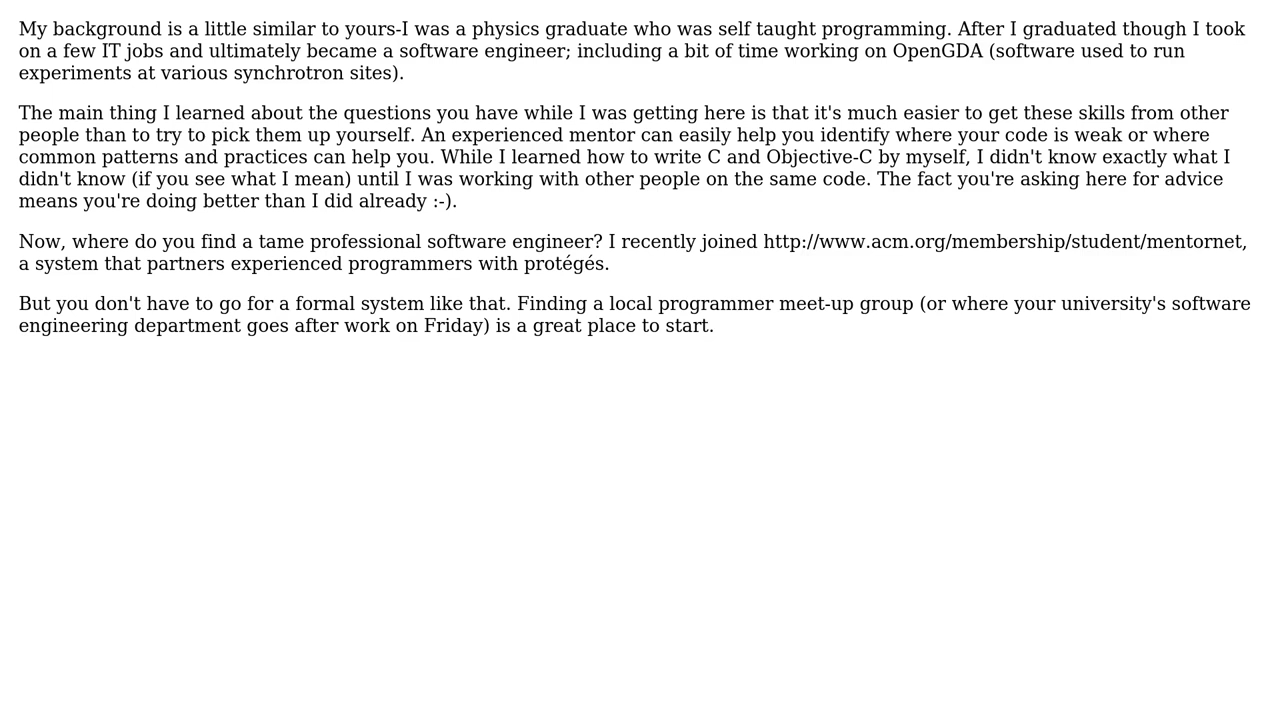 My background is a little similar to yours-I was a physics graduate who was self taught programming. After I graduated though I took
on a few IT jobs and ultimately became a software engineer; including a bit of time working on OpenGDA (software used to run
experiments at various synchrotron sites).
The main thing I learned about the questions you have while I was getting here is that it's much easier to get these skills from other
people than to try to pick them up yourself. An experienced mentor can easily help you identify where your code is weak or where
common patterns and practices can help you. While I learned how to write C and Objective-C by myself, I didn't know exactly what I
didn't know (if you see what I mean) until I was working with other people on the same code. The fact you're asking here for advice
means you're doing better than I did already :-).
Now, where do you find a tame professional software engineer? I recently joined http://www.acm.org/membership/student/mentornet,
a system that partners experienced programmers with protégés.
But you don't have to go for a formal system like that. Finding a local programmer meet-up group (or where your university's software
engineering department goes after work on Friday) is a great place to start.